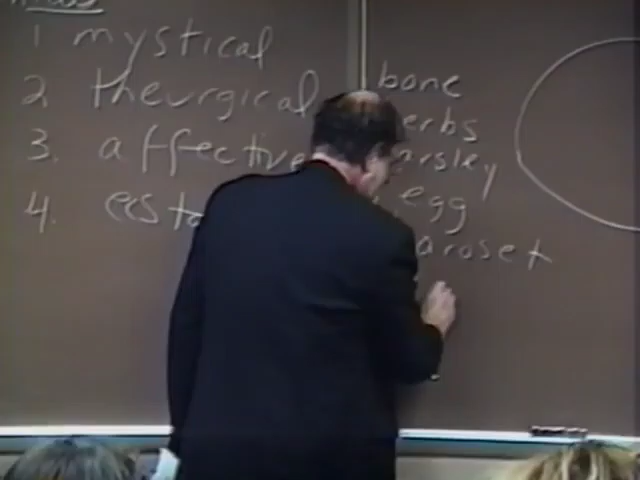 1 mystical
2 theurgical
3. affective
4. ecsta
bone
erbs
arsley
egg
aroset